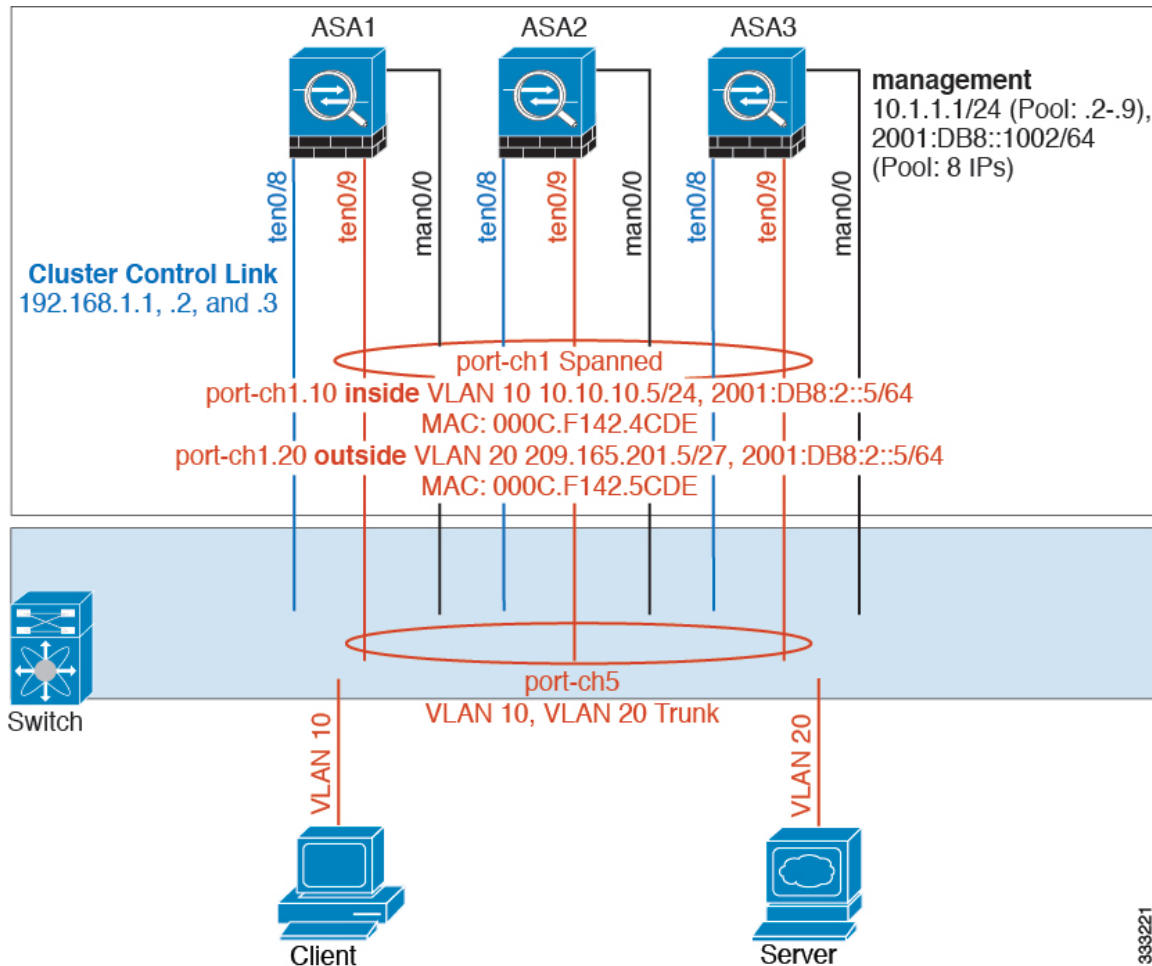 ASA1
ASA2
ASA3
management
10.1.1.1/24 (Pool: .2-.9),
2001:DB8::1002/64
(Pool: 8 IPs)
ten0/8
ten0/9
man0/0
ten0/8
ten0/9
man0/0
ten0/8
ten0/9
man0/0
Cluster Control Link
192.168.1.1, .2, and .3
port-ch1 Spanned
port-ch1.10 inside VLAN 10 10.10.10.5/24, 2001:DB8:2::5/64
MAC: 000C.F142.4CDE
port-ch1.20 outside VLAN 20 209.165.201.5/27, 2001:DB8:2::5/64
MAC: 000C.F142.5CDE
port-ch5
VLAN 10, VLAN 20 Trunk
Switch
VLAN 10
VLAN 20
Client
Server
333221